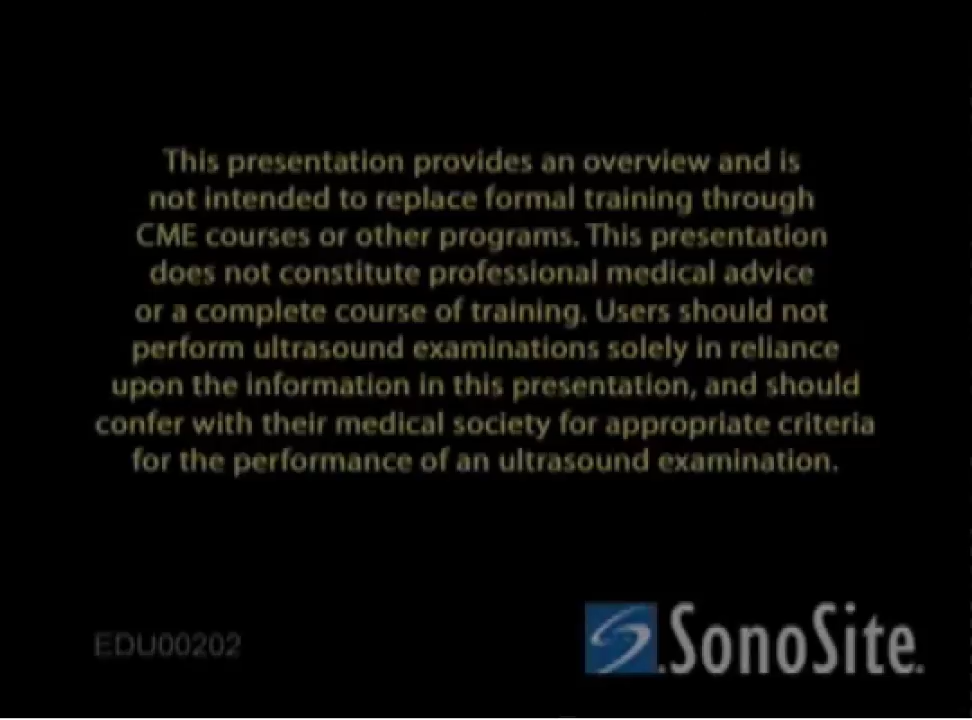 This presentation provides an overview and is
not intended to replace formal training through
CME courses or other programs. This presentation
does not constitute professional medical advice
or a complete course of training. Users should not
perform ultrasound examinations solely in reliance
upon the information in this presentation, and should
confer with their medical society for appropriate criteria
for the performance of an ultrasound examination.
EDU00202
SonoSite.